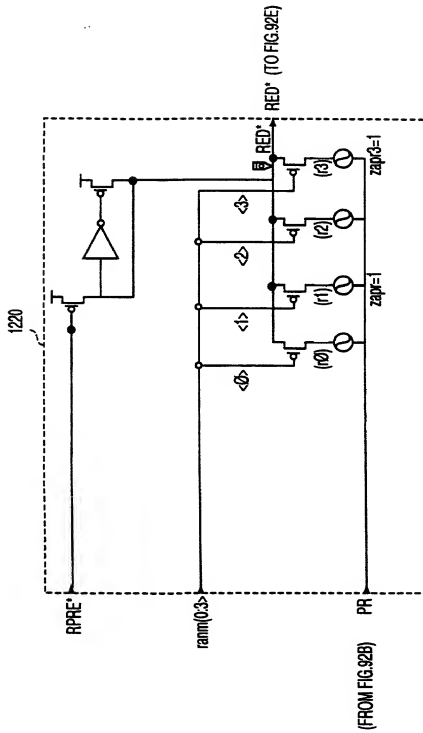 1220
RPRE*
ranm(0:3>
PR
(FROM FIG.92B)
<0>
<1>
<2>
<3>
(r0)
(r1)
(r2)
(r3)
zapr=1
zapr3=1
RED*
RED* (TO FIG.92E)